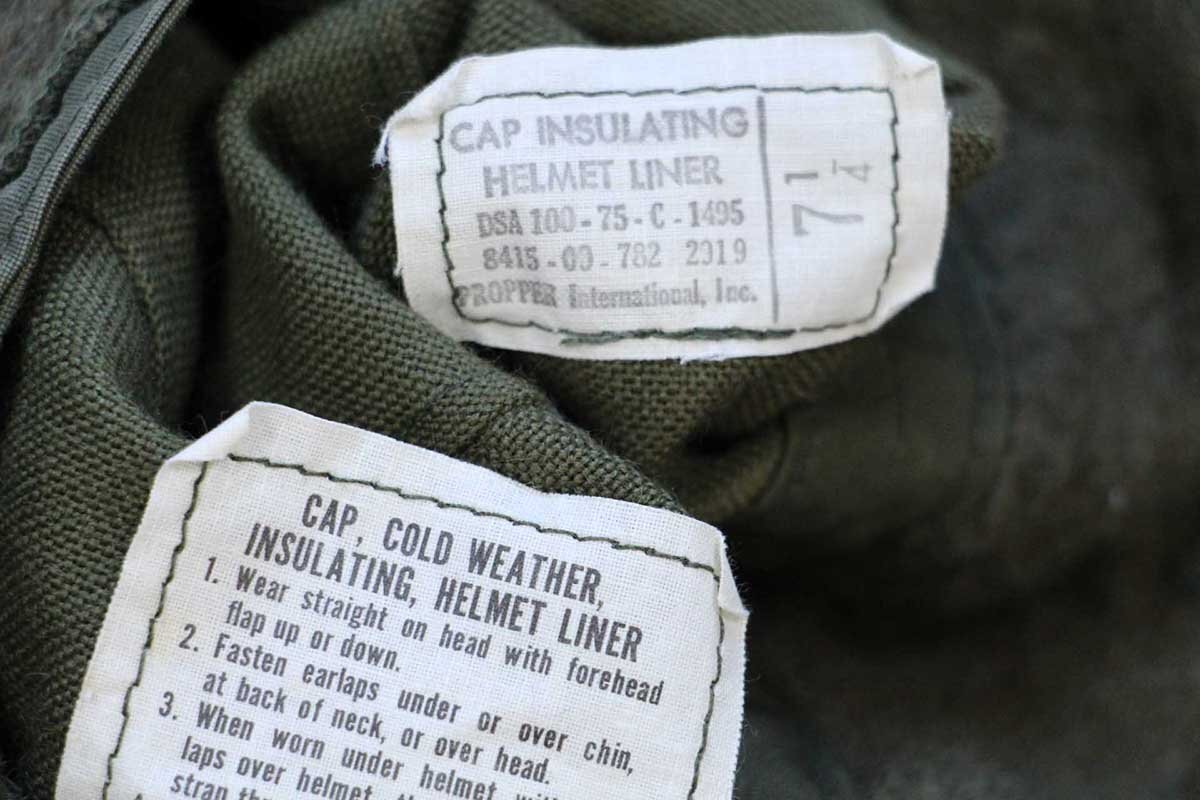 CAP INSULATING
HELMET LINER
DSA 100-75-C-1495
8415-00-782 2919
PROPPER International, Inc.
7 1/4
CAP, COLD WEATHER,
INSULATING, HELMET LINER
1. Wear straight on head with forehead
flap up or down.
2. Fasten earlaps under or over chin,
at back of neck, or over head.
3. When worn under helmet
laps over helmet,
strap